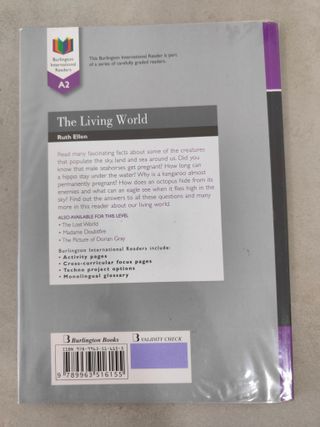 Burlington
International
Readers
A2
This Burlington International Reader is part
of a series of carefully graded readers.
The Living World
Ruth Ellen
Read many fascinating facts about some of the creatures
that populate the sky, land and sea around us. Did you
know that male seahorses get pregnant? How long can
a hippo stay under the water? Why is a kangaroo almost
permanently pregnant? How does an octopus hide from its
enemies and what can an eagle see when it flies high in the
sky? Find out the answers to all these questions and many
more in this reader about our living world.
ALSO AVAILABLE FOR THIS LEVEL
• The Lost World
• Madame Doubtfire
• The Picture of Dorian Gray
Burlington International Readers include:
• Activity pages
• Cross-curricular focus pages
• Techno project options
• Monolingual glossary
B Burlington Books
B VALIDITY CHECK
ISBN 978-9963-51-615-5
9 789963 516155